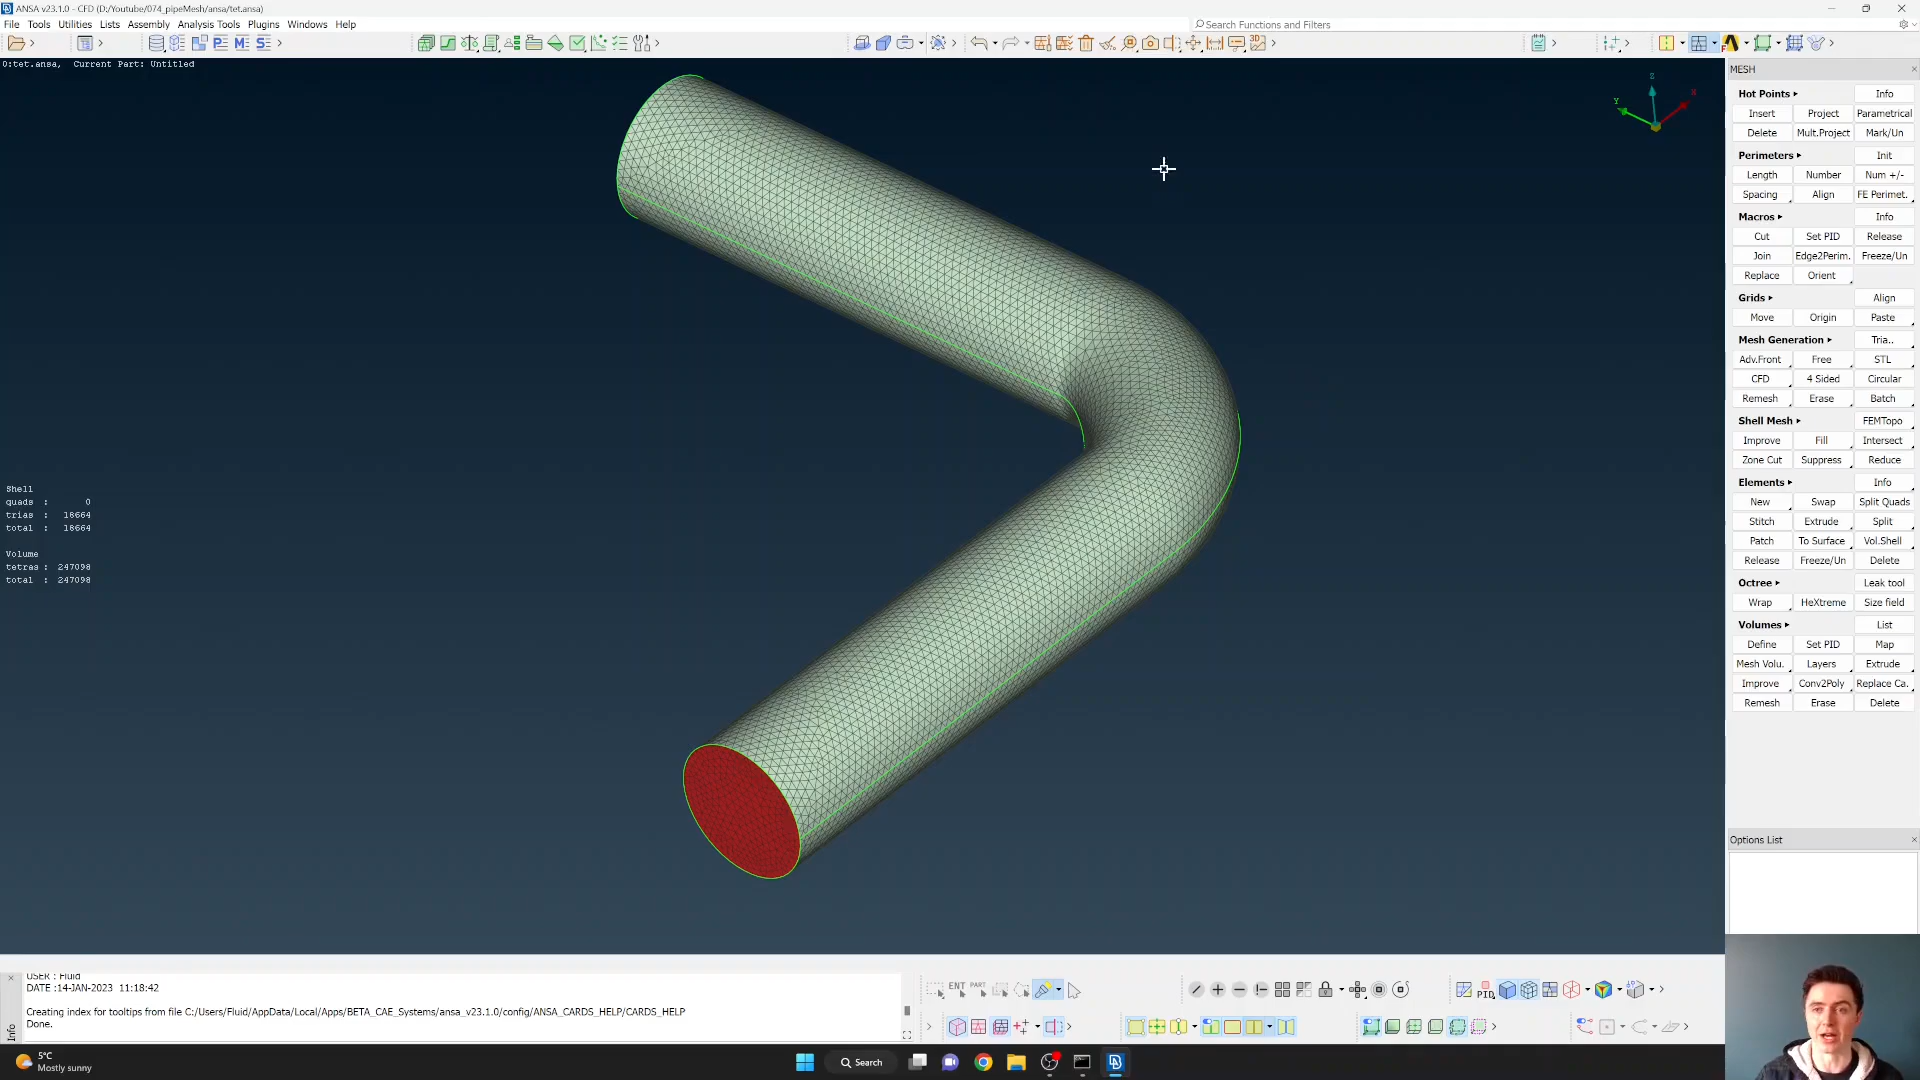 ANSA v23.1.0 - CFD (D:/Youtube/074_pipeMesh/ansa/tet.ansa)
File Tools Utilities Lists Assembly Analysis Tools Plugins Windows Help
Search Functions and Filters
0:tet.ansa, Current Part: Untitled
Z
Y
X
Shell
quads : 0
trias : 18664
total : 18664
Volume
tetras : 247098
total : 247098
MESH
Hot Points Info
Insert Project Parametrical
Delete Mult.Project Mark/Un
Perimeters Init
Length Number Num +/-
Spacing Align FE Perimet.
Macros Info
Cut Set PID Release
Join Edge2Perim. Freeze/Un
Replace Orient
Grids Align
Move Origin Paste
Mesh Generation Tria..
Adv.Front Free STL
CFD 4 Sided Circular
Remesh Erase Batch
Shell Mesh FEMTopo
Improve Fill Intersect
Zone Cut Suppress Reduce
Elements Info
New Swap Split Quads
Stitch Extrude Split
Patch To Surface Vol.Shell
Release Freeze/Un Delete
Octree Leak tool
Wrap HeXtreme Size field
Volumes List
Define Set PID Map
Mesh Volu. Layers Extrude
Improve Conv2Poly Replace Ca.
Remesh Erase Delete
Options List
USER : Fluid
DATE :14-JAN-2023 11:18:42
Creating index for tooltips from file C:/Users/Fluid/AppData/Local/Apps/BETA_CAE_Systems/ansa_v23.1.0/config/ANSA_CARDS_HELP/CARDS_HELP
Done.
Info
ENT PART
PID
5°C
Mostly sunny
Search